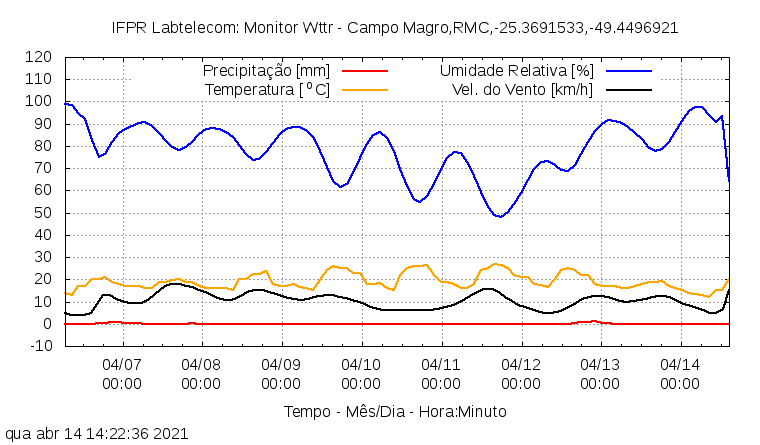 IFPR Labtelecom: Monitor Wttr - Campo Magro,RMC,-25.3691533,-49.4496921
120
110
100
90
80
70
60
50
40
30
20
10
0
-10
Precipitação [mm]
Temperatura [⁰C]
Umidade Relativa [%]
Vel. do Vento [km/h]
04/07 04/08 04/09 04/10 04/11 04/12 04/13 04/14
00:00 00:00 00:00 00:00 00:00 00:00 00:00 00:00
Tempo - Mês/Dia - Hora:Minuto
qua abr 14 14:22:36 2021